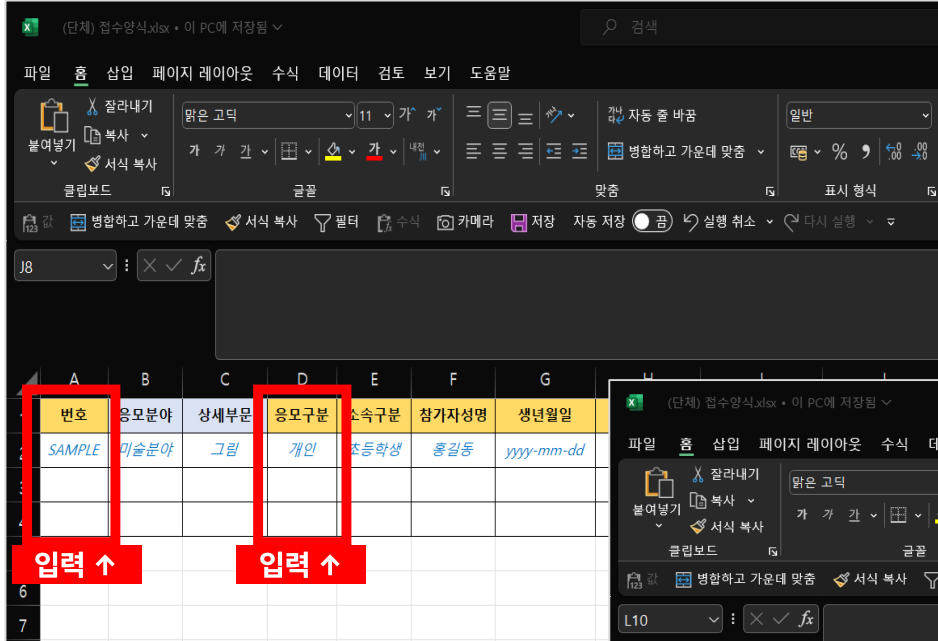 (단체) 접수양식.xlsx • 이 PC에 저장됨
검색
파일 홈 삽입 페이지 레이아웃 수식 데이터 검토 보기 도움말
붙여넣기
잘라내기
복사
서식 복사
클립보드
맑은 고딕 11 가 가
가 가 가 가 내천
글꼴
자동 줄 바꿈
병합하고 가운데 맞춤
맞춤
일반
% 9 .00
표시 형식
값 병합하고 가운데 맞춤 서식 복사 필터 수식 카메라 저장 자동 저장 끔 실행 취소 다시 실행
J8 fx
A B C D E F G H
1 번호 응모분야 상세부문 응모구분 소속구분 참가자성명 생년월일
2 SAMPLE 미술분야 그림 개인 초등학생 홍길동 yyyy-mm-dd
3
4
입력 ↑ 입력 ↑
6
7
(단체) 접수양식.xlsx • 이 PC에 저장됨
파일 홈 삽입 페이지 레이아웃 수식
붙여넣기
잘라내기
복사
서식 복사
클립보드
맑은 고딕
가 가 가
글꼴
값 병합하고 가운데 맞춤 서식 복사
L10 fx